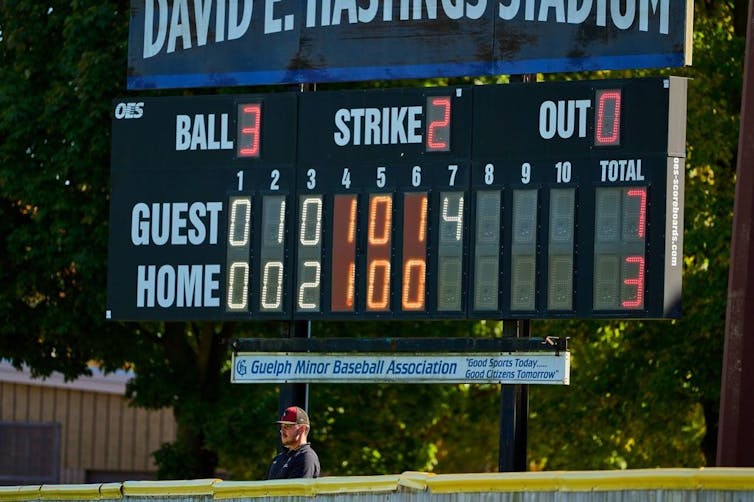 DAVID E. HASTINGS STADIUM
OES
BALL 3 STRIKE 2 OUT 0
1 2 3 4 5 6 7 8 9 10 TOTAL
GUEST 0 1 0 1 0 1 4 7
HOME 0 0 2 1 0 0 3
oes-scoreboards.com
G Guelph Minor Baseball Association "Good Sports Today.....
Good Citizens Tomorrow"